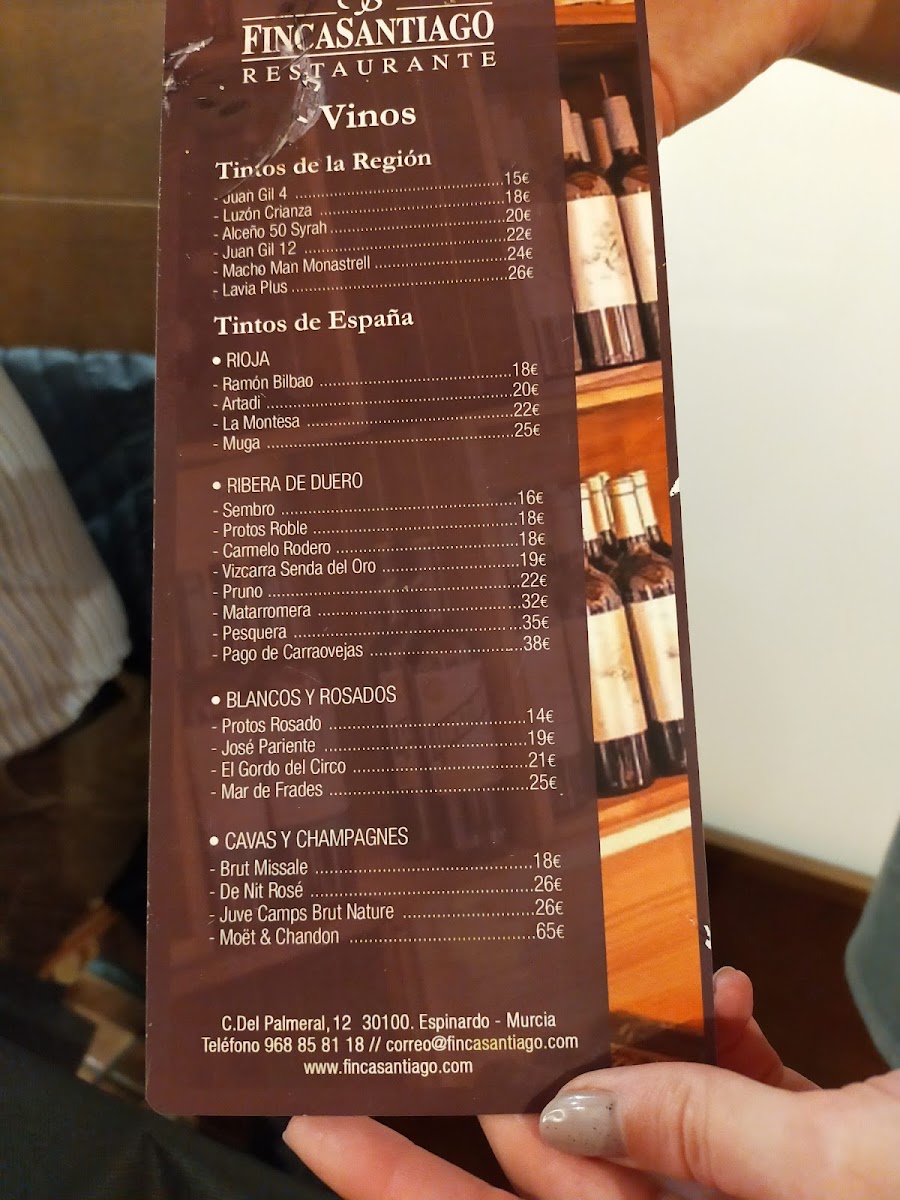 FINCASANTIAGO
RESTAURANTE
Vinos
Tintos de la Región
- Juan Gil 4 ........................................ 15€
- Luzón Crianza ........................................ 18€
- Alceño 50 Syrah ........................................ 20€
- Juan Gil 12 ........................................ 22€
- Macho Man Monastrell ........................................ 24€
- Lavia Plus ........................................ 26€
Tintos de España
• RIOJA
- Ramón Bilbao ........................................ 18€
- Artadi ........................................ 20€
- La Montesa ........................................ 22€
- Muga ........................................ 25€
• RIBERA DE DUERO
- Sembro ........................................ 16€
- Protos Roble ........................................ 18€
- Carmelo Rodero ........................................ 18€
- Vizcarra Senda del Oro ........................................ 19€
- Pruno ........................................ 22€
- Matarromera ........................................ 32€
- Pesquera ........................................ 35€
- Pago de Carraovejas ........................................ 38€
• BLANCOS Y ROSADOS
- Protos Rosado ........................................ 14€
- José Pariente ........................................ 19€
- El Gordo del Circo ........................................ 21€
- Mar de Frades ........................................ 25€
• CAVAS Y CHAMPAGNES
- Brut Missale ........................................ 18€
- De Nit Rosé ........................................ 26€
- Juve Camps Brut Nature ........................................ 26€
- Moët & Chandon ........................................ 65€
C.Del Palmeral, 12 30100. Espinardo - Murcia
Teléfono 968 85 81 18 // correo@fincasantiago.com
www.fincasantiago.com